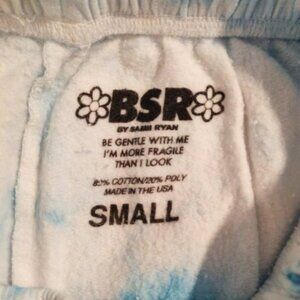 BSR
BY SAMII RYAN
BE GENTLE WITH ME
I'M MORE FRAGILE
THAN I LOOK
80% COTTON/20% POLY
MADE IN THE USA
SMALL